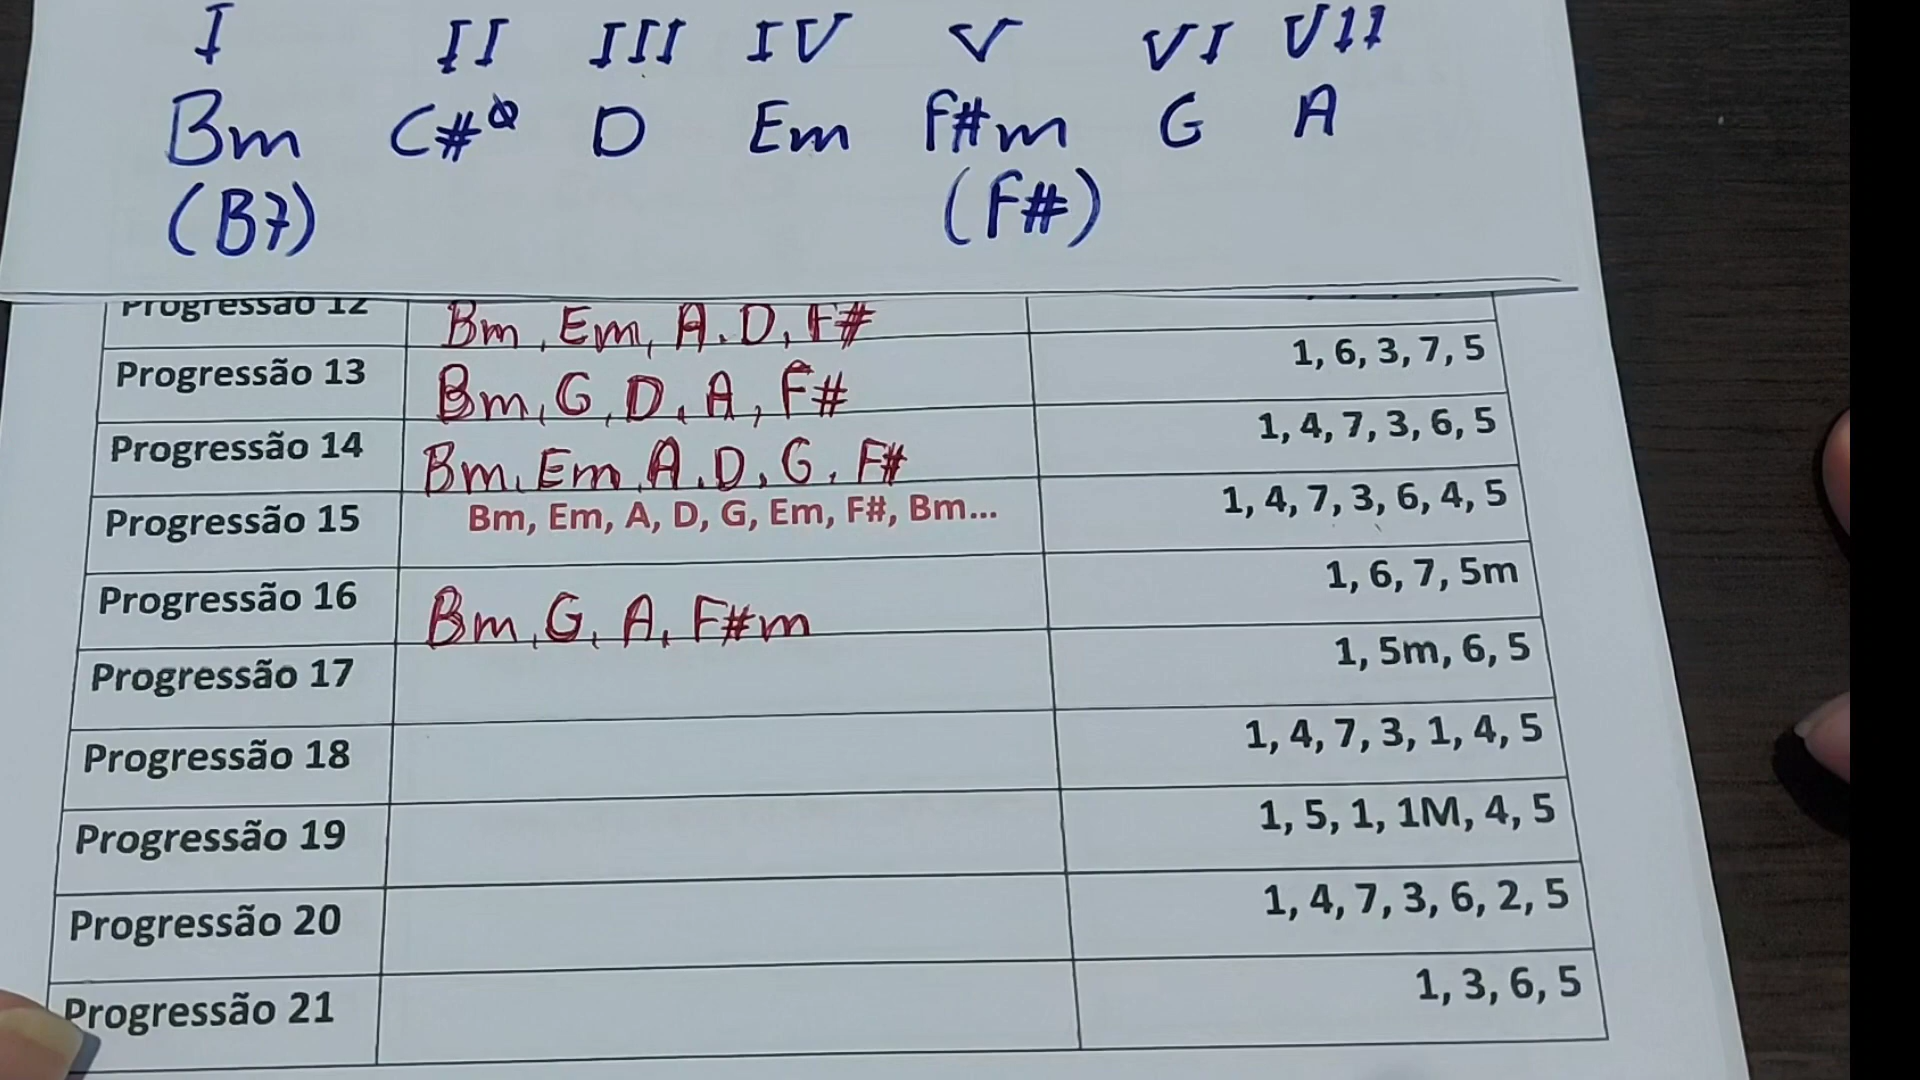 I II III IV V VI VII
Bm C#º D Em F#m G A
(B7) (F#)
Progressão 12 Bm, Em, A, D, F#
Progressão 13 Bm, G, D, A, F# 1, 6, 3, 7, 5
Progressão 14 Bm, Em, A, D, G, F# 1, 4, 7, 3, 6, 5
Progressão 15 Bm, Em, A, D, G, Em, F#, Bm... 1, 4, 7, 3, 6, 4, 5
Progressão 16 Bm, G, A, F#m 1, 6, 7, 5m
Progressão 17 1, 5m, 6, 5
Progressão 18 1, 4, 7, 3, 1, 4, 5
Progressão 19 1, 5, 1, 1M, 4, 5
Progressão 20 1, 4, 7, 3, 6, 2, 5
Progressão 21 1, 3, 6, 5